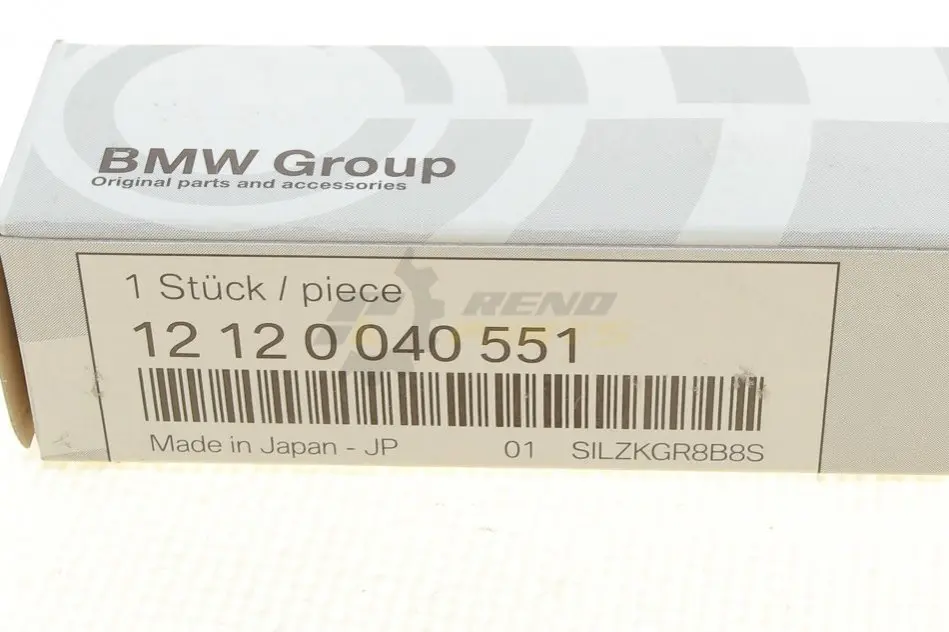 BMW Group
Original parts and accessories
1 Stück / piece
RENO
12 12 0 040 551
Made in Japan - JP 01 SILZKGR8B8S